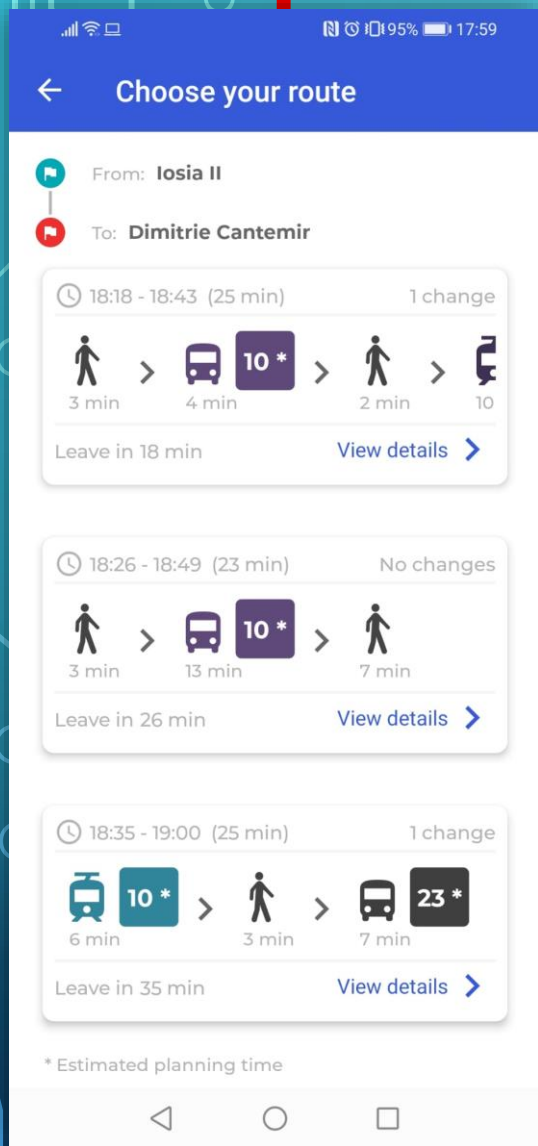 95% 17:59
Choose your route
From: Iosia II
To: Dimitrie Cantemir
18:18 - 18:43 (25 min) 1 change
10 *
3 min 4 min 2 min 10
Leave in 18 min View details
18:26 - 18:49 (23 min) No changes
10 *
3 min 13 min 7 min
Leave in 26 min View details
18:35 - 19:00 (25 min) 1 change
10 * 23 *
6 min 3 min 7 min
Leave in 35 min View details
* Estimated planning time